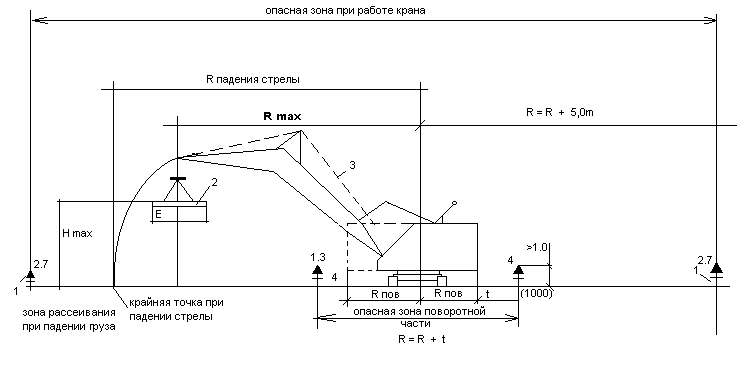 опасная зона при работе крана
R падения стрелы
R max
R = R + 5,0m
3
2
E
H max
2.7
1
1.3
4
4
>1.0
2.7
1
(1000)
R пов
R пов
t
крайняя точка при
падении стрелы
зона рассеивания
при падении груза
опасная зона поворотной
части
R = R + t